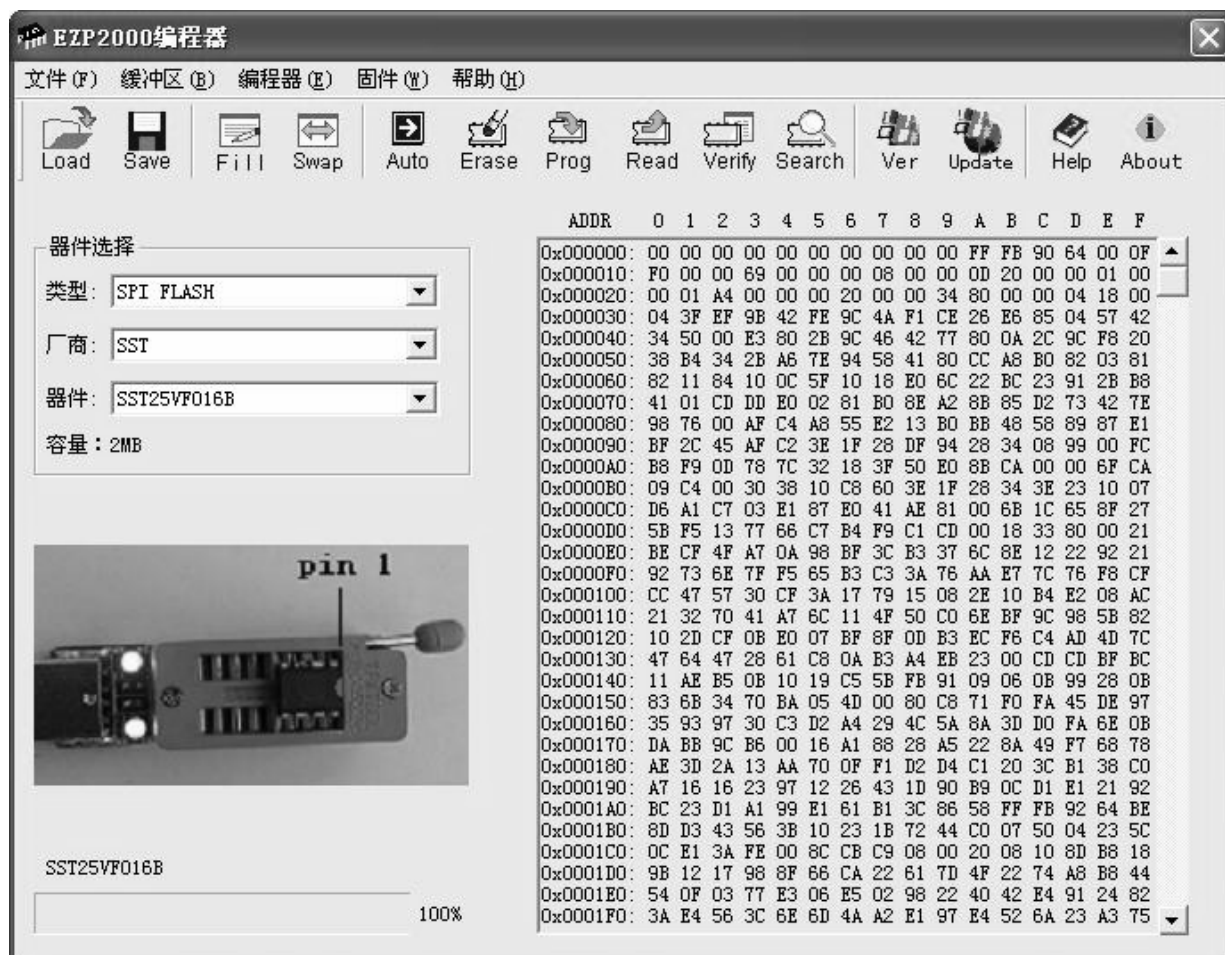 EZP2000编程器
文件(F) 缓冲区(B) 编程器(E) 固件(W) 帮助(H)
Load Save Fill Swap Auto Erase Prog Read Verify Search Ver Update Help About
器件选择
类型: SPI FLASH
厂商: SST
器件: SST25VF016B
容量：2MB
pin 1
SST25VF016B
100%
ADDR 0 1 2 3 4 5 6 7 8 9 A B C D E F
0x000000: 00 00 00 00 00 00 00 00 00 00 FF FB 90 64 00 0F
0x000010: F0 00 00 69 00 00 00 08 00 00 0D 20 00 00 01 00
0x000020: 00 01 A4 00 00 00 20 00 00 34 80 00 00 04 18 00
0x000030: 04 3F EF 9B 42 FE 9C 4A F1 CE 26 E6 85 04 57 42
0x000040: 34 50 00 E3 80 2B 9C 46 42 77 80 0A 2C 9C F8 20
0x000050: 38 B4 34 2B A6 7E 94 58 41 80 CC A8 B0 82 03 81
0x000060: 82 11 84 10 0C 5F 10 18 E0 6C 22 BC 23 91 2B B8
0x000070: 41 01 CD DD E0 02 81 B0 8E A2 8B 85 D2 73 42 7E
0x000080: 98 76 00 AF C4 A8 55 E2 13 B0 BB 48 58 89 87 E1
0x000090: BF 2C 45 AF C2 3E 1F 28 DF 94 28 34 08 99 00 FC
0x0000A0: B8 F9 0D 78 7C 32 18 3F 50 E0 8B CA 00 00 6F CA
0x0000B0: 09 C4 00 30 38 10 C8 60 3E 1F 28 34 3E 23 10 07
0x0000C0: D6 A1 C7 03 E1 87 E0 41 AE 81 00 6B 1C 65 8F 27
0x0000D0: 5B F5 13 77 66 C7 B4 F9 C1 CD 00 18 33 80 00 21
0x0000E0: BE CF 4F A7 0A 98 BF 3C B3 37 6C 8E 12 22 92 21
0x0000F0: 92 73 6E 7F F5 65 B3 C3 3A 76 AA E7 7C 76 F8 CF
0x000100: CC 47 57 30 CF 3A 17 79 15 08 2E 10 B4 E2 08 AC
0x000110: 21 32 70 41 A7 6C 11 4F 50 C0 6E BF 9C 98 5B 82
0x000120: 10 2D CF 0B E0 07 BF 8F 0D B3 EC F6 C4 AD 4D 7C
0x000130: 47 64 47 28 61 C8 0A B3 A4 EB 23 00 CD CD BF BC
0x000140: 11 AE B5 0B 10 19 C5 5B FB 91 09 06 0B 99 28 0B
0x000150: 83 6B 34 70 BA 05 4D 00 80 C8 71 F0 FA 45 DE 97
0x000160: 35 93 97 30 C3 D2 A4 29 4C 5A 8A 3D D0 FA 6E 0B
0x000170: DA BB 9C B6 00 16 A1 88 28 A5 22 8A 49 F7 68 78
0x000180: AE 3D 2A 13 AA 70 0F F1 D2 D4 C1 20 3C B1 38 C0
0x000190: A7 16 16 23 97 12 26 43 1D 90 B9 0C D1 E1 21 92
0x0001A0: BC 23 D1 A1 99 E1 61 B1 3C 86 58 FF FB 92 64 BE
0x0001B0: 8D D3 43 56 3B 10 23 1B 72 44 C0 07 50 04 23 5C
0x0001C0: 0C E1 3A FE 00 8C CB C9 08 00 20 08 10 8D B8 18
0x0001D0: 9B 12 17 98 8F 66 CA 22 61 7D 4F 22 74 A8 B8 44
0x0001E0: 54 0F 03 77 E3 06 E5 02 98 22 40 42 E4 91 24 82
0x0001F0: 3A E4 56 3C 6E 6D 4A A2 E1 97 E4 52 6A 23 A3 75